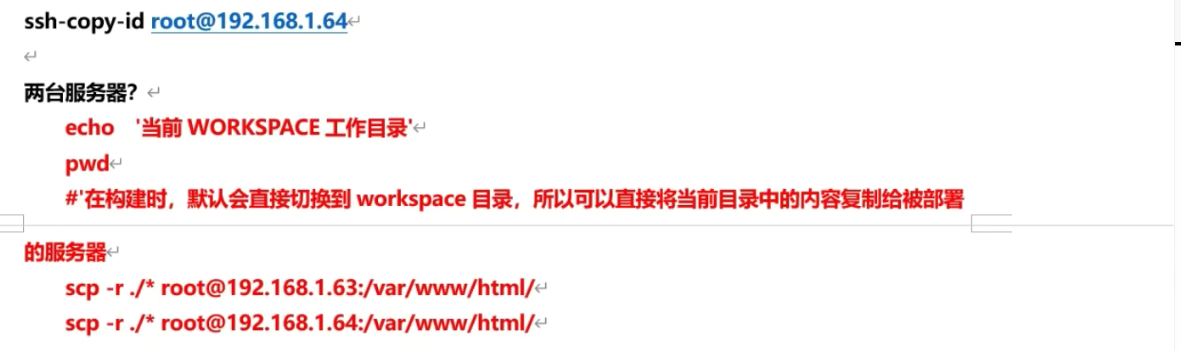 ssh-copy-id root@192.168.1.64
两台服务器？
echo '当前 WORKSPACE 工作目录'
pwd
#'在构建时，默认会直接切换到 workspace 目录，所以可以直接将当前目录中的内容复制给被部署
的服务器
scp -r ./* root@192.168.1.63:/var/www/html/
scp -r ./* root@192.168.1.64:/var/www/html/